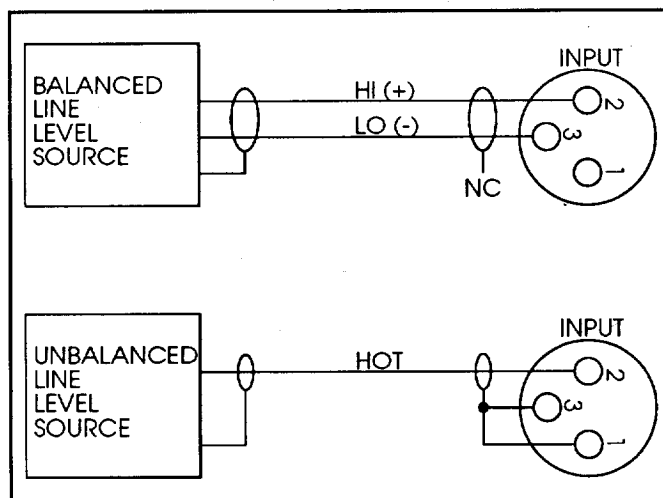 BALANCED
LINE
LEVEL
SOURCE
HI (+)
LO (-)
NC
INPUT
2
3
1
UNBALANCED
LINE
LEVEL
SOURCE
HOT
INPUT
2
3
1